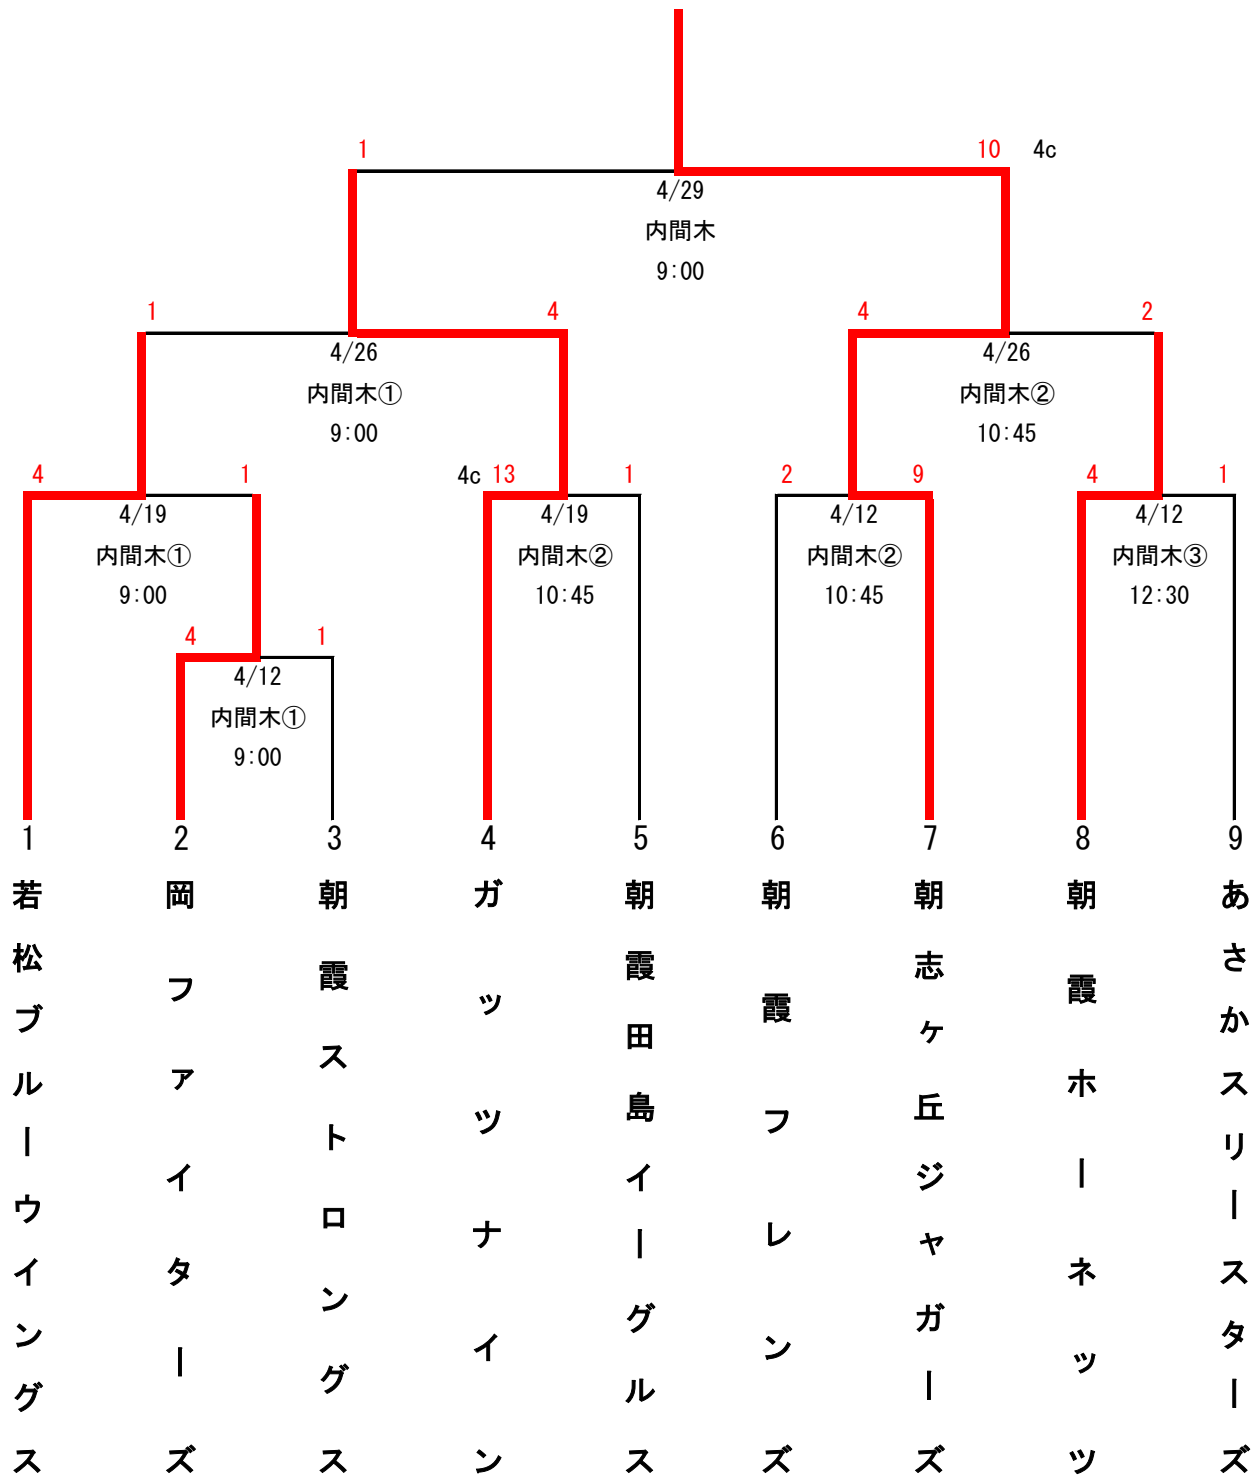 1
10
4c
4/29
内間木
9:00
1
4
4
2
4/26
内間木①
9:00
4/26
内間木②
10:45
4
1
4c 13
1
2
9
4
1
4/19
内間木①
9:00
4/19
内間木②
10:45
4/12
内間木②
10:45
4/12
内間木③
12:30
4
1
4/12
内間木①
9:00
1
2
3
4
5
6
7
8
9
若松ブルーウイングス
岡ファイターズ
朝霞ストロングス
ガッツナイン
朝霞田島イーグルス
朝霞フレンズ
朝志ヶ丘ジャガーズ
朝霞ホーネッツ
あさかスリースターズ